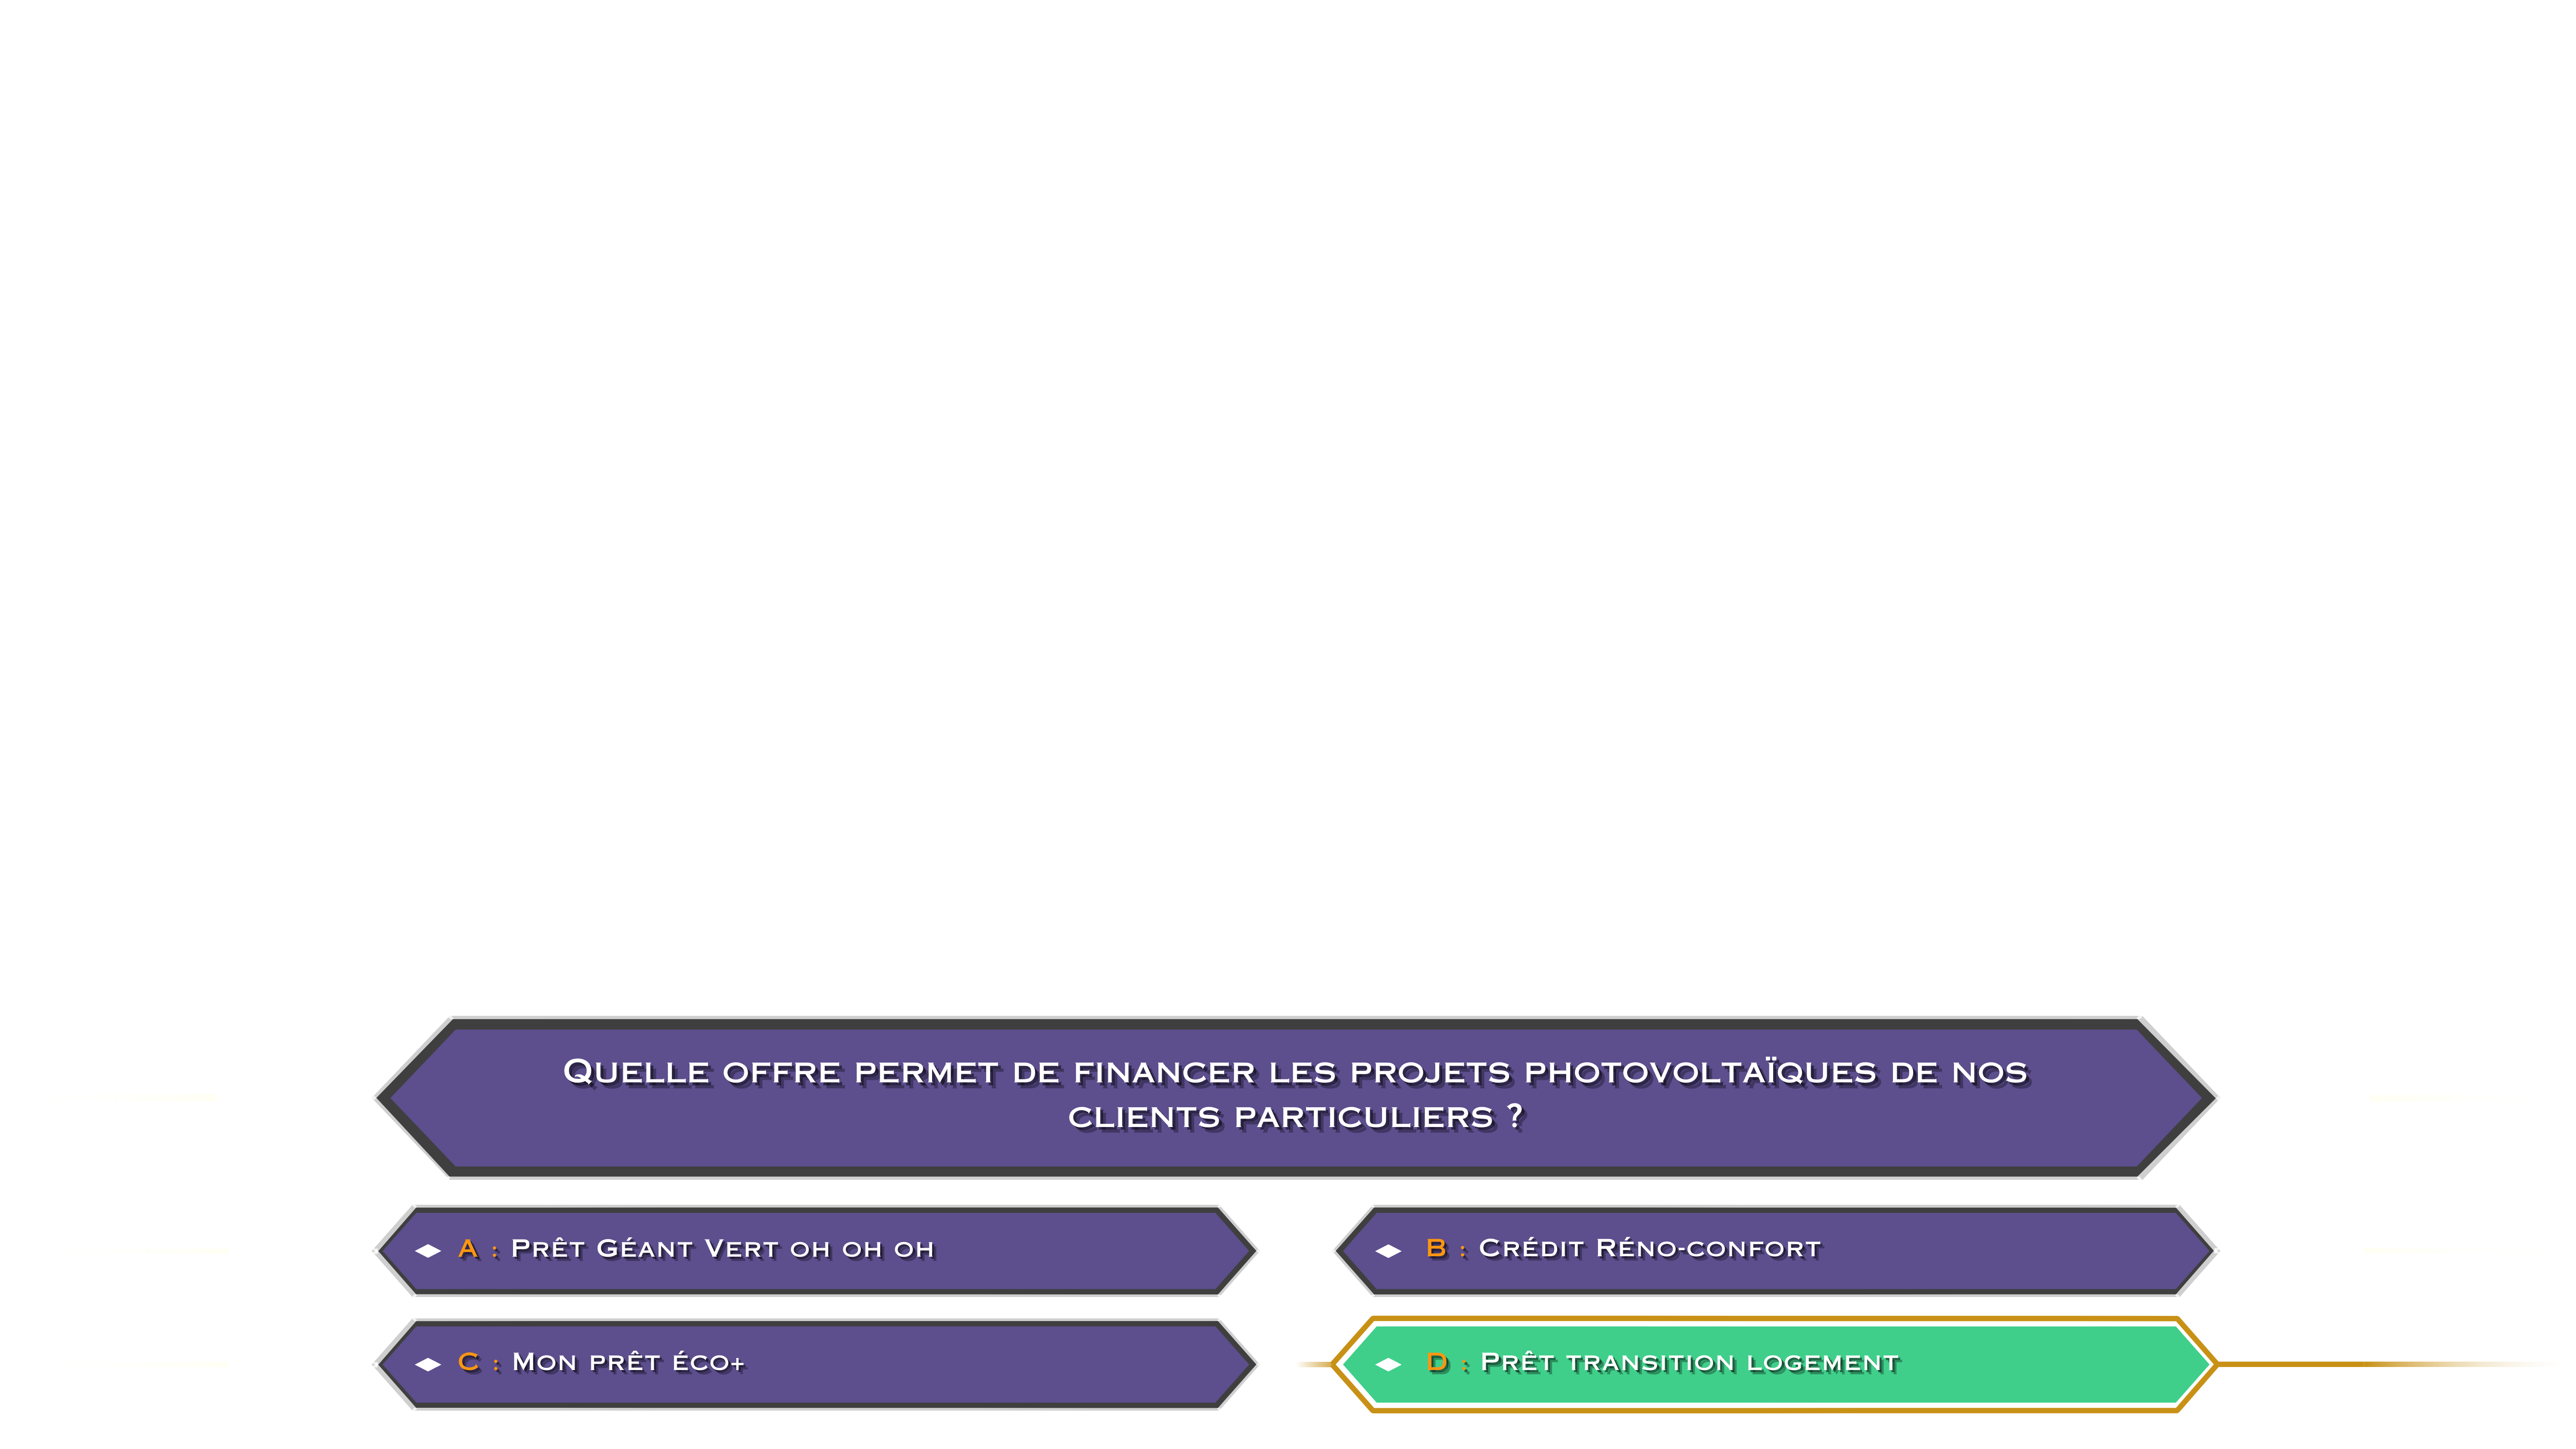 Quelle offre permet de financer les projets photovoltaïques de nos
clients particuliers ?
A : Prêt Géant Vert oh oh oh
B : Crédit Réno-confort
C : Mon prêt éco+
D : Prêt transition logement